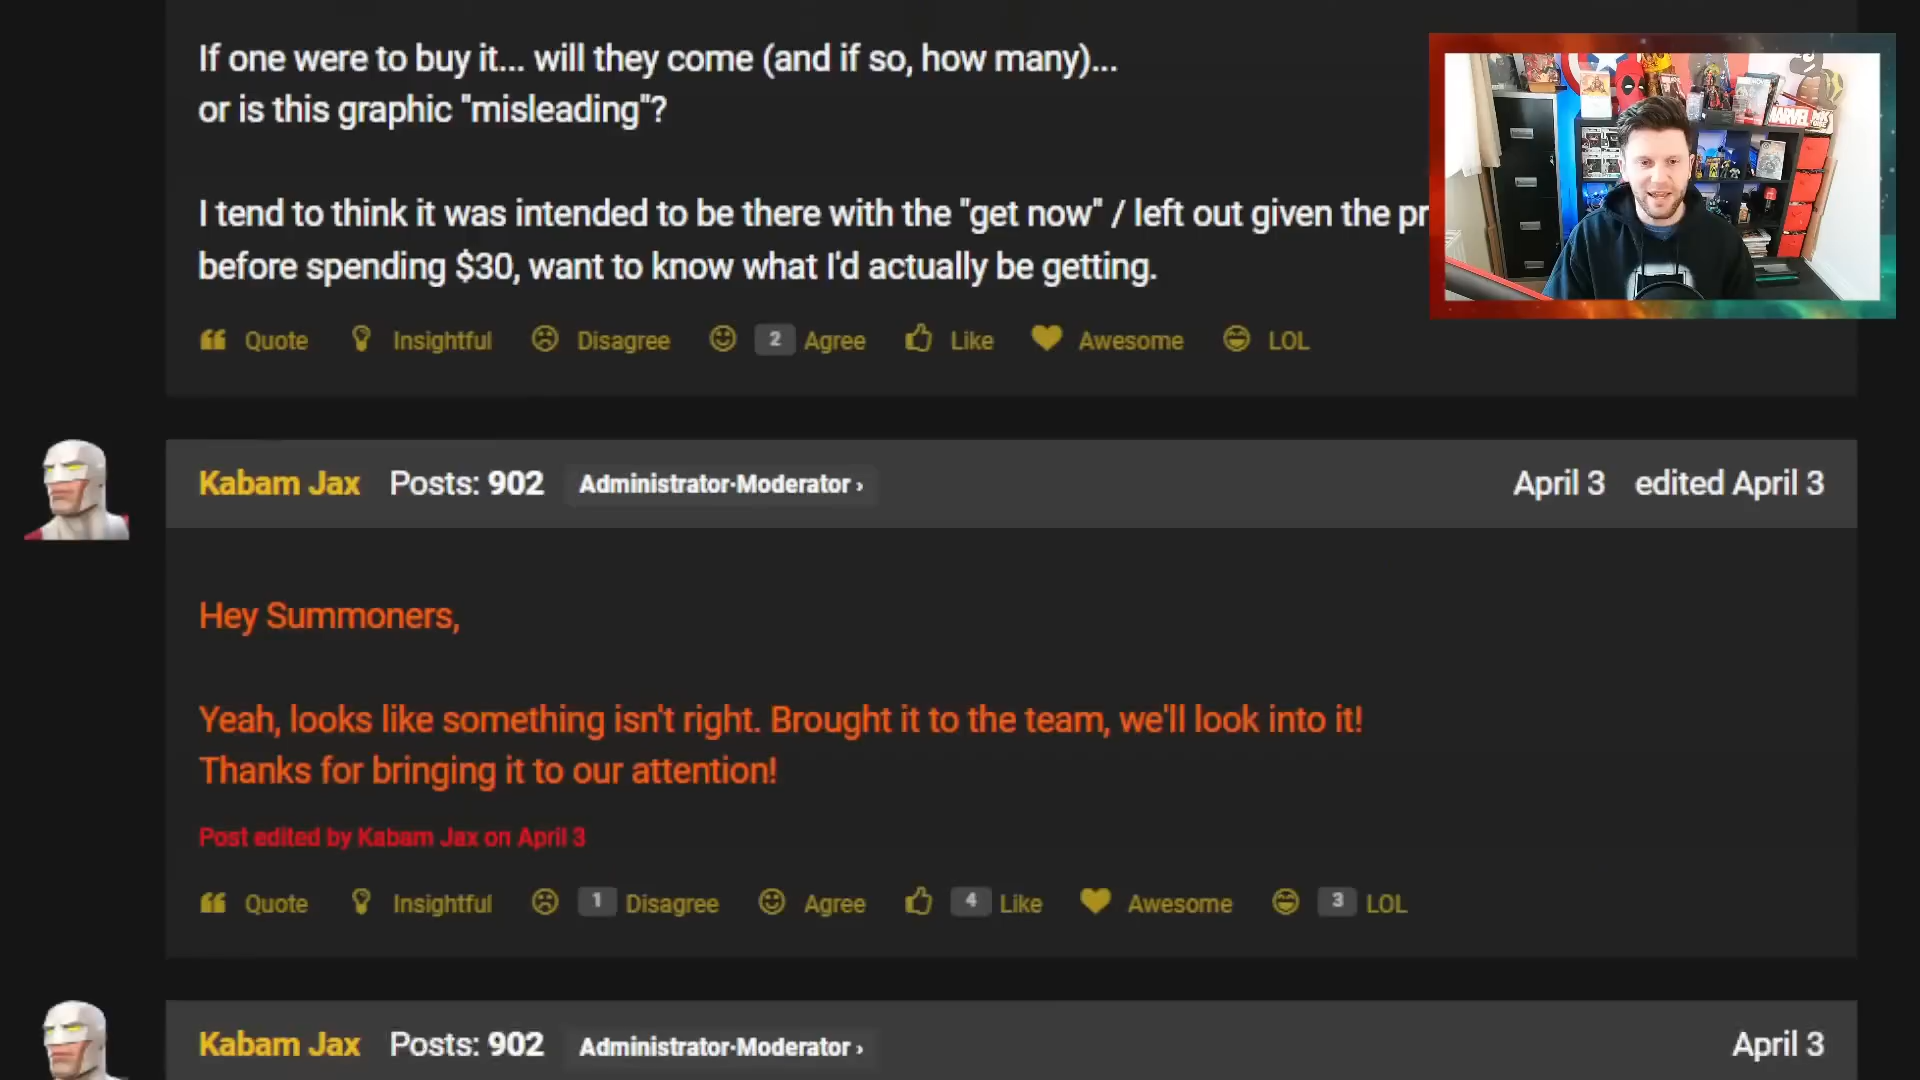 If one were to buy it... will they come (and if so, how many)...
or is this graphic "misleading"?
I tend to think it was intended to be there with the "get now" / left out given the pr
before spending $30, want to know what I'd actually be getting.
Quote Insightful Disagree 2 Agree Like Awesome LOL
MARVEL
Kabam Jax Posts: 902 Administrator·Moderator › April 3 edited April 3
Hey Summoners,
Yeah, looks like something isn't right. Brought it to the team, we'll look into it!
Thanks for bringing it to our attention!
Post edited by Kabam Jax on April 3
Quote Insightful 1 Disagree Agree 4 Like Awesome 3 LOL
Kabam Jax Posts: 902 Administrator·Moderator › April 3